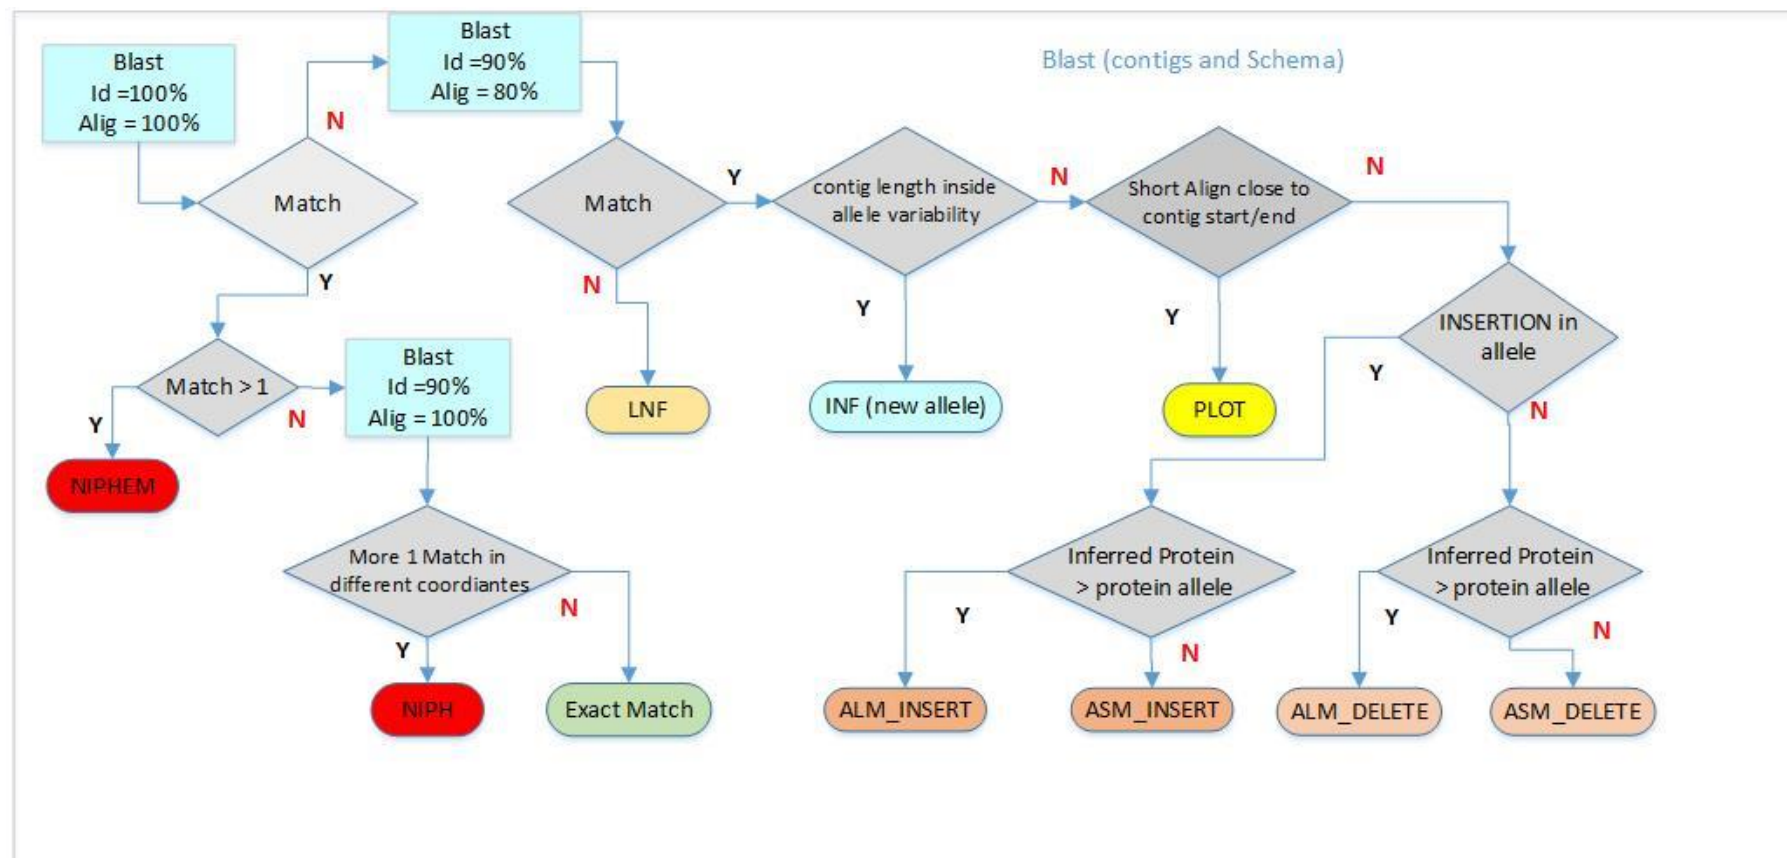 Blast
Id =100%
Alig = 100%
Blast
Id =90%
Alig = 80%
Blast (contigs and Schema)
N
Match
Y
Match
Y
N
contig length inside
allele variability
N
Y
Short Align close to
contig start/end
N
Y
INSERTION in
allele
Y
N
Match > 1
Y
N
Blast
Id =90%
Alig = 100%
LNF
INF (new allele)
PLOT
NIPHEM
More 1 Match in
different coordiantes
Y
N
Inferred Protein
> protein allele
Y
N
Inferred Protein
> protein allele
Y
N
NIPH
Exact Match
ALM_INSERT
ASM_INSERT
ALM_DELETE
ASM_DELETE